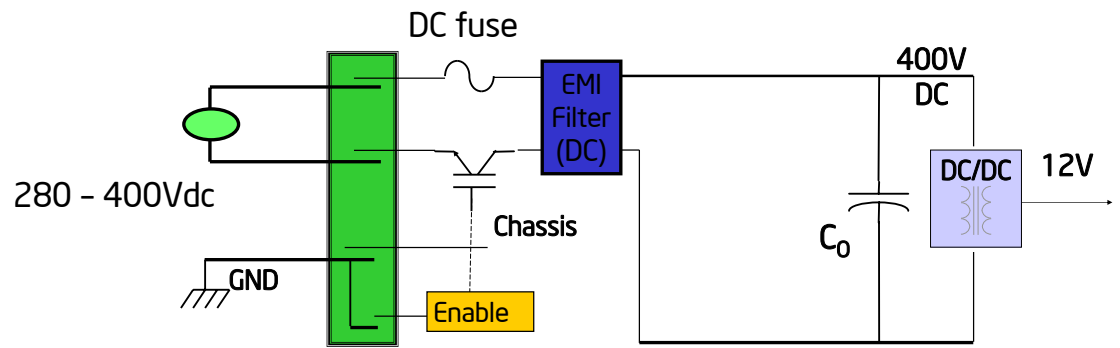 DC fuse
400V
DC
EMI
Filter
(DC)
DC/DC
12V
280 – 400Vdc
Chassis
C0
GND
Enable